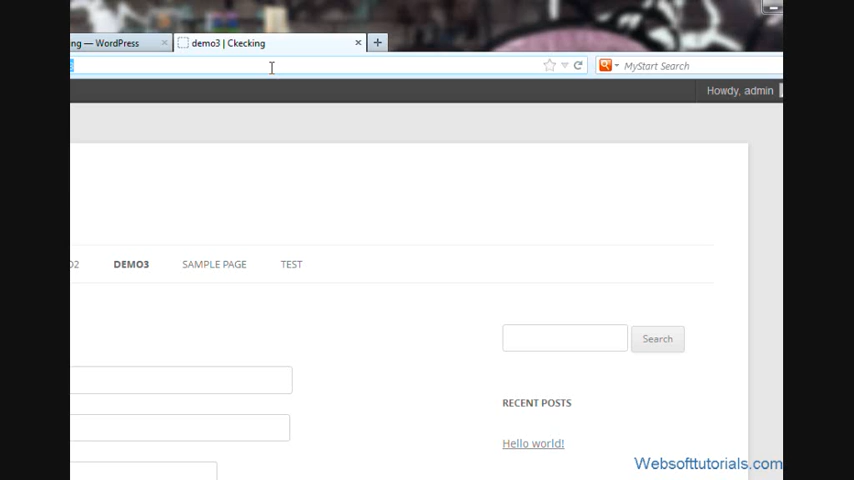 ng — WordPress
demo3 | Ckecking
MyStart Search
Howdy, admin
DEMO3
SAMPLE PAGE
TEST
Search
RECENT POSTS
Hello world!
Websofttutorials.com